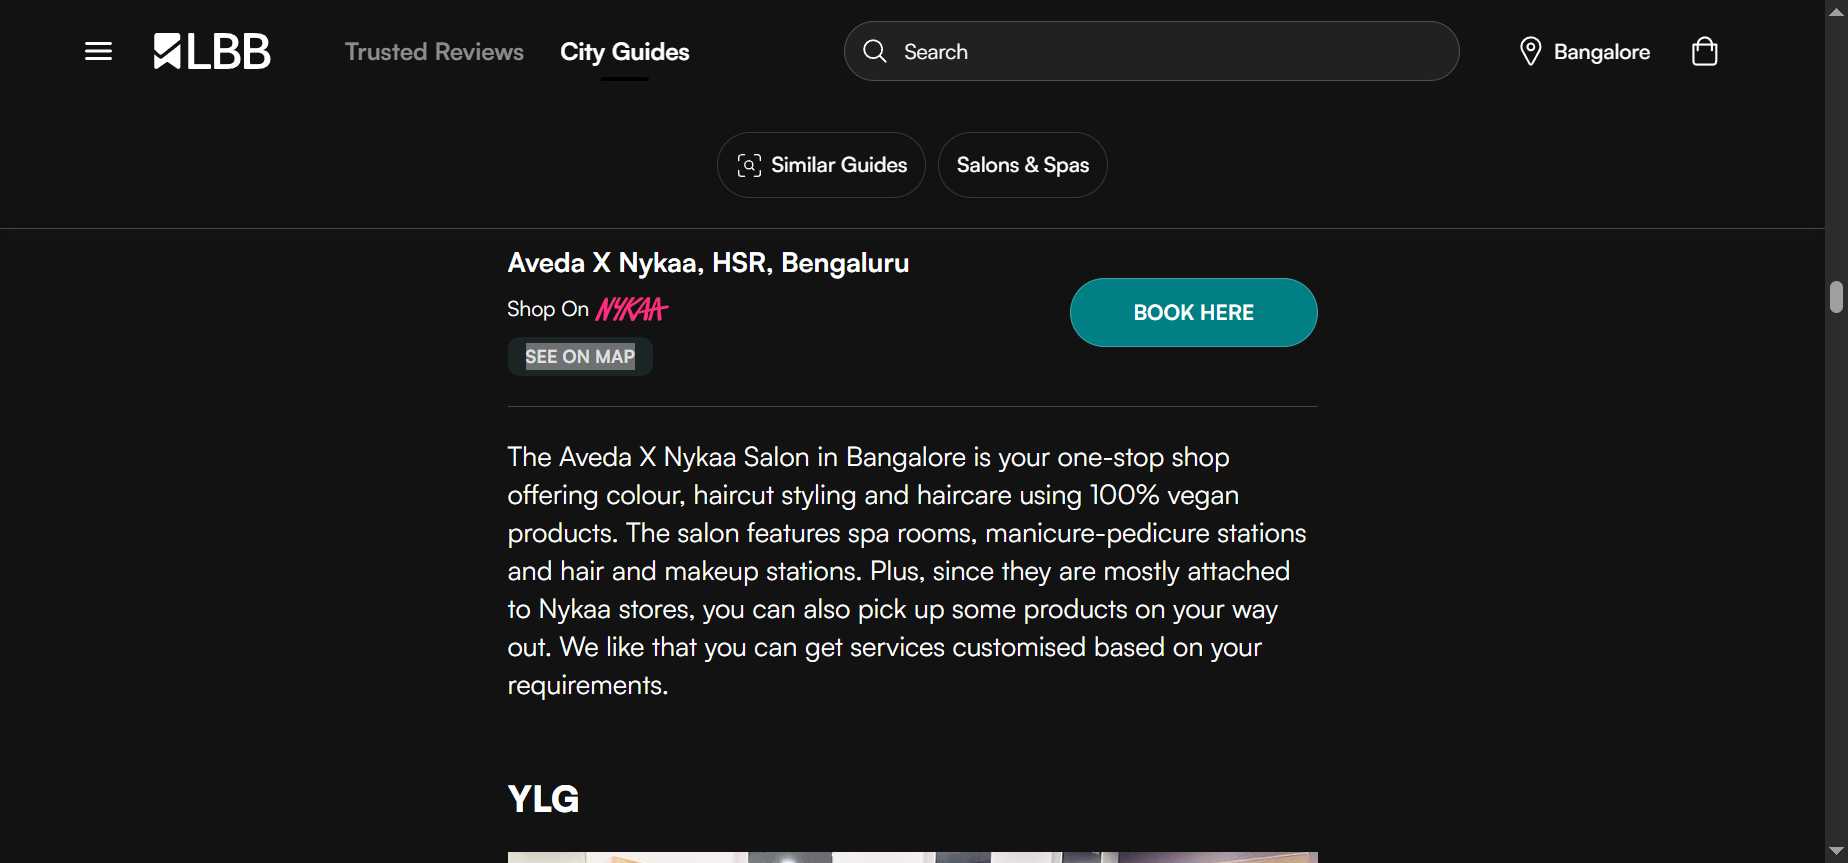 LBB
Trusted Reviews
City Guides
Search
Bangalore
Similar Guides
Salons & Spas
Aveda X Nykaa, HSR, Bengaluru
Shop On NYKAA
BOOK HERE
SEE ON MAP
The Aveda X Nykaa Salon in Bangalore is your one-stop shop
offering colour, haircut styling and haircare using 100% vegan
products. The salon features spa rooms, manicure-pedicure stations
and hair and makeup stations. Plus, since they are mostly attached
to Nykaa stores, you can also pick up some products on your way
out. We like that you can get services customised based on your
requirements.
YLG